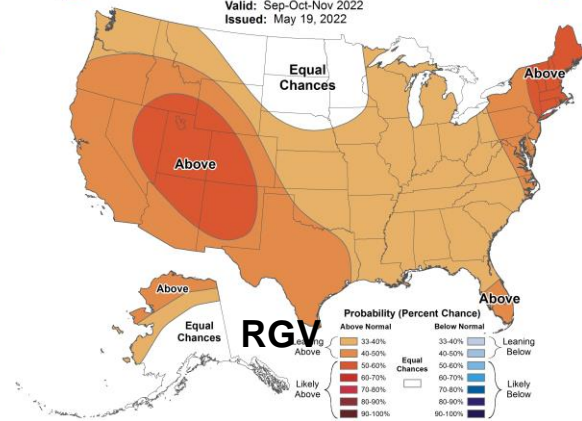 Valid: Sep-Oct-Nov 2022
Issued: May 19, 2022
Equal
Chances
Above
Above
Above
Above
Equal
Chances
RGV
Probability (Percent Chance)
Above Normal
Below Normal
Leaning
Above
33-40%
40-50%
50-60%
60-70%
70-80%
80-90%
90-100%
Likely
Above
Equal
Chances
33-40%
40-50%
50-60%
60-70%
70-80%
80-90%
90-100%
Leaning
Below
Likely
Below